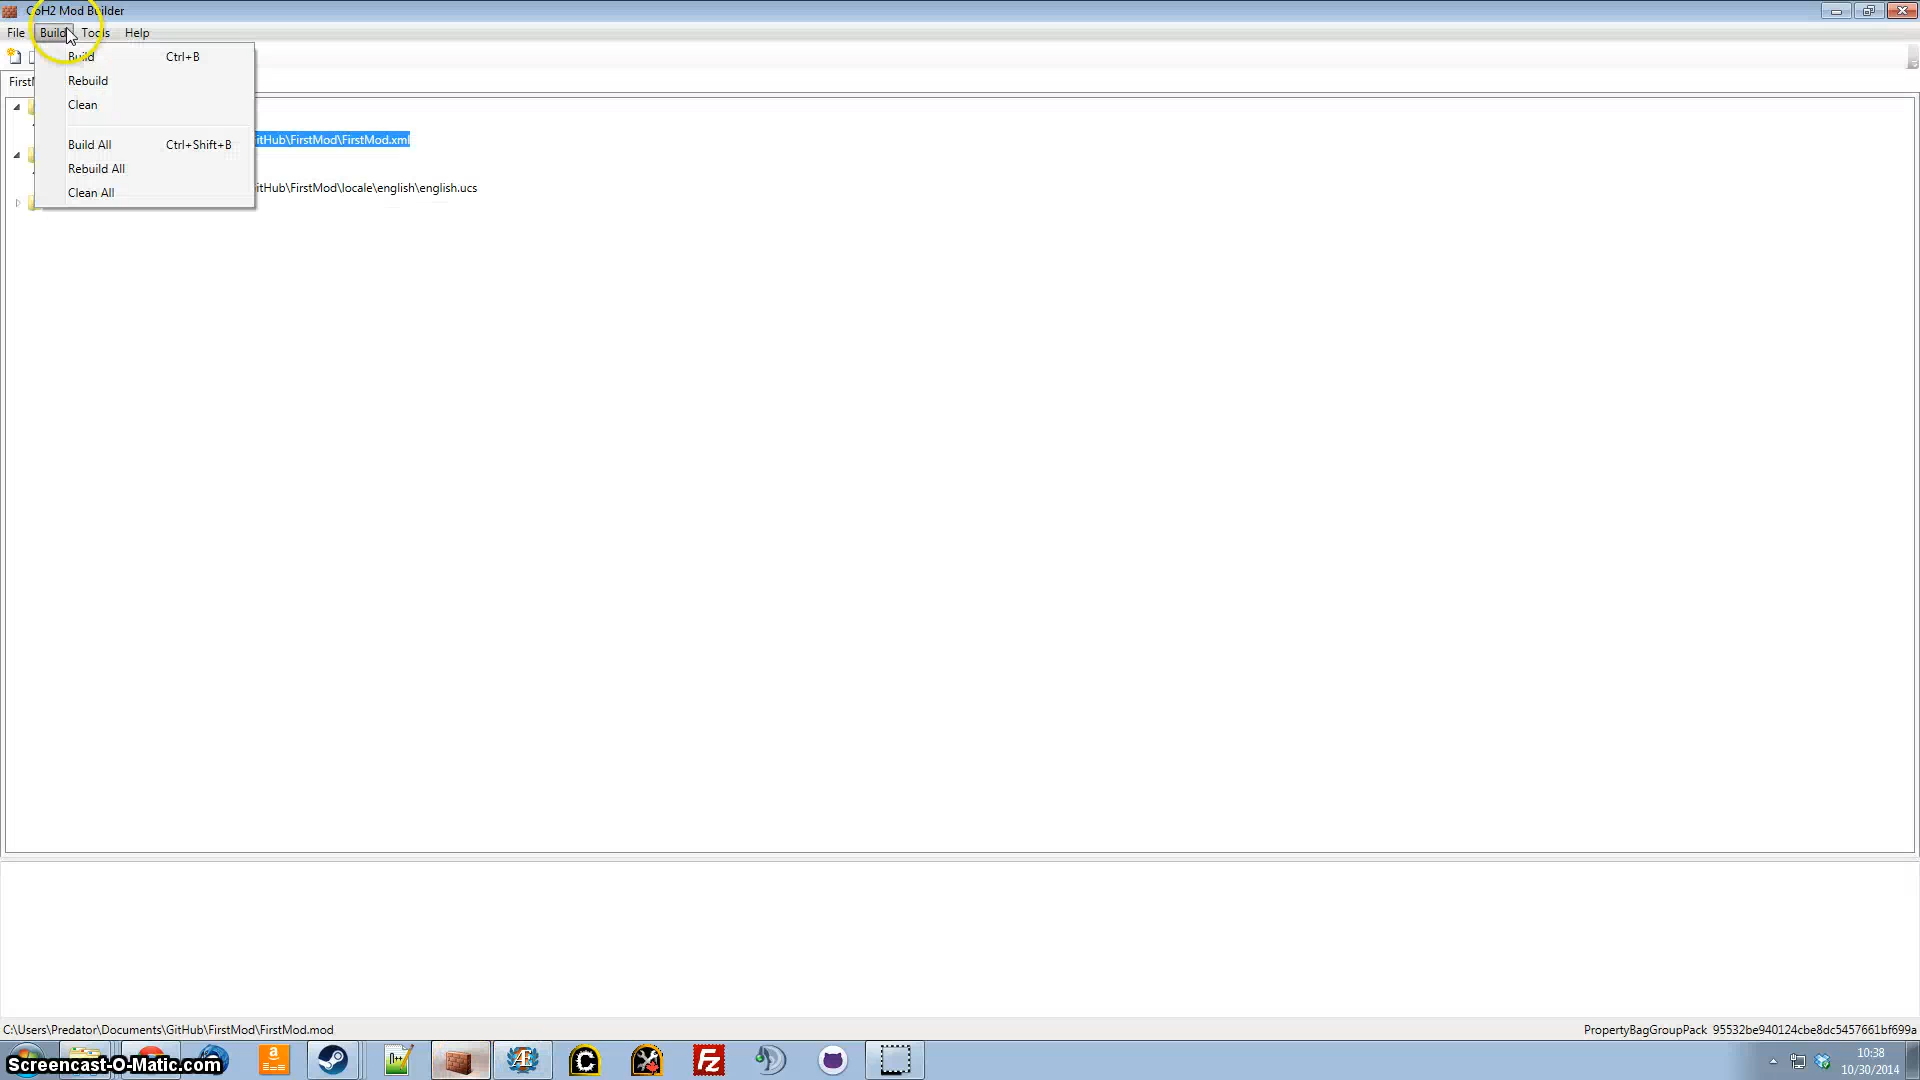 CoH2 Mod Builder
File Build Tools Help
Build Ctrl+B
Rebuild
Clean
Build All Ctrl+Shift+B
Rebuild All
Clean All
itHub\FirstMod\FirstMod.xml
itHub\FirstMod\locale\english\english.ucs
C:\Users\Predator\Documents\GitHub\FirstMod\FirstMod.mod
PropertyBagGroupPack 95532be940124cbe8dc5457661bf699a
Screencast-O-Matic.com
10:38
10/30/2014